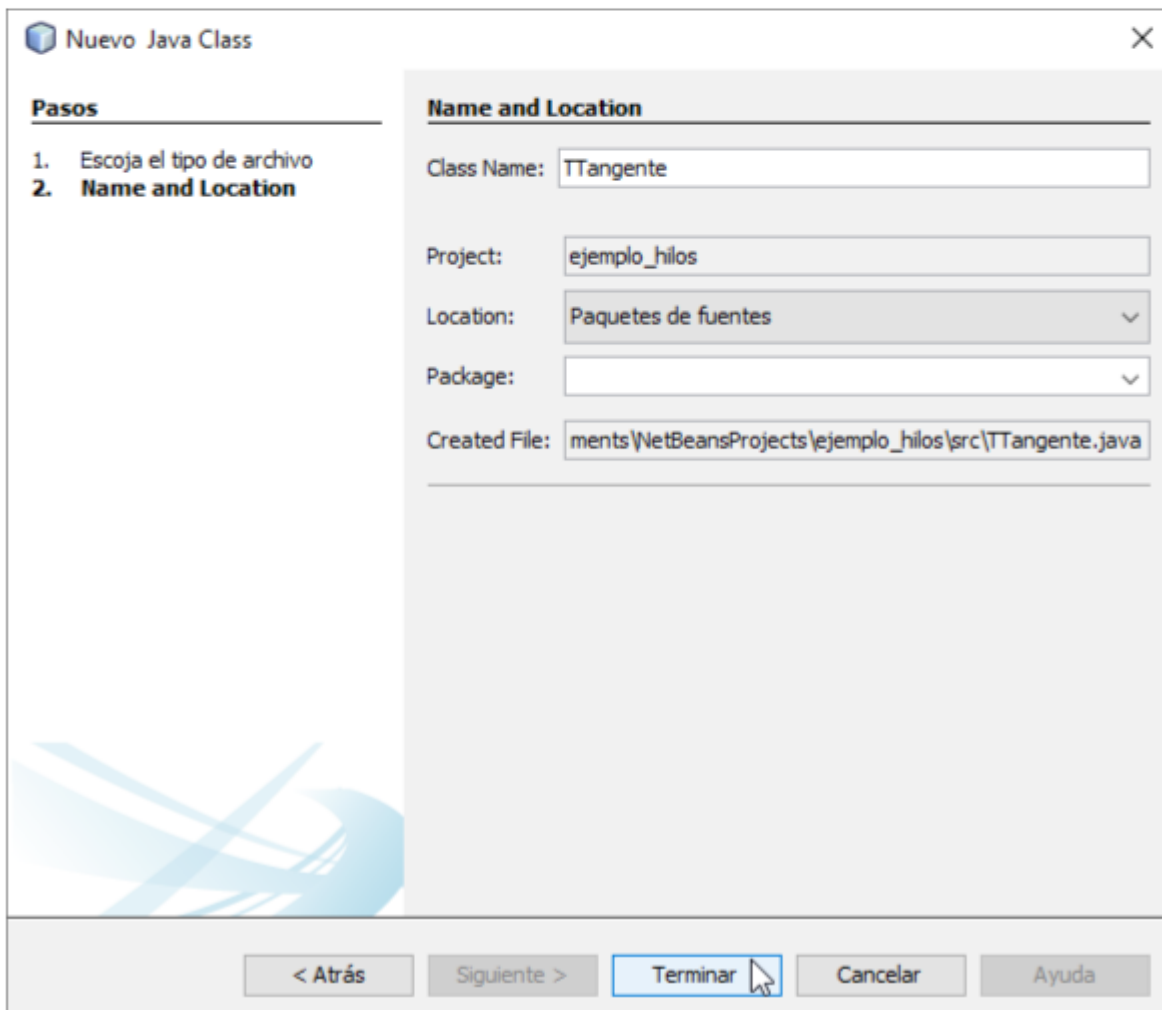 Nuevo Java Class
Pasos
1. Escoja el tipo de archivo
2. Name and Location
Name and Location
Class Name: TTangente
Project: ejemplo_hilos
Location: Paquetes de fuentes
Package:
Created File: ments\NetBeansProjects\ejemplo_hilos\src\TTangente.java
< Atrás Siguiente > Terminar Cancelar Ayuda